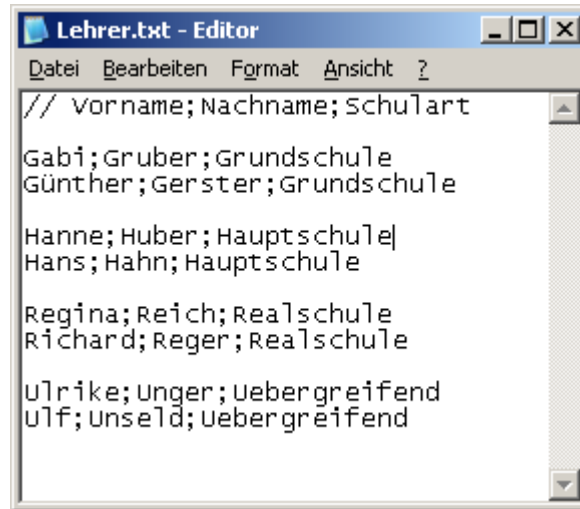 Lehrer.txt - Editor
Datei Bearbeiten Format Ansicht ?
// Vorname;Nachname;Schulart
Gabi;Gruber;Grundschule
Günther;Gerster;Grundschule
Hanne;Huber;Hauptschule
Hans;Hahn;Hauptschule
Regina;Reich;Realschule
Richard;Reger;Realschule
Ulrike;Unger;Uebergreifend
Ulf;Unseld;Uebergreifend